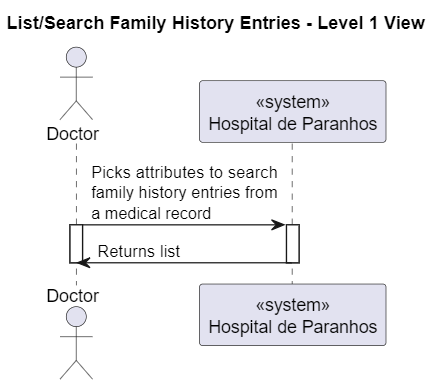 List/Search Family History Entries - Level 1 View
Doctor
«system»
Hospital de Paranhos
Picks attributes to search
family history entries from
a medical record
Returns list
Doctor
«system»
Hospital de Paranhos